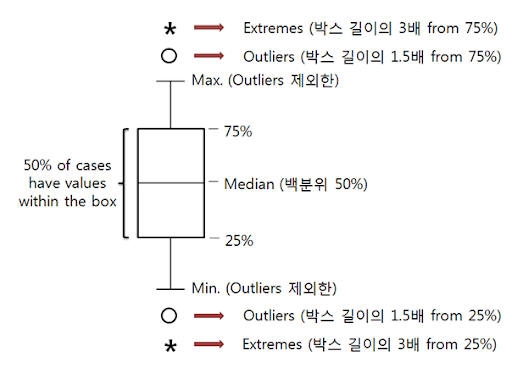 * Extremes (박스 길이의 3배 from 75%)
Outliers (박스 길이의 1.5배 from 75%)
Max. (Outliers 제외한)
75%
50% of cases
have values
within the box
Median (백분위 50%)
25%
Min. (Outliers 제외한)
Outliers (박스 길이의 1.5배 from 25%)
* Extremes (박스 길이의 3배 from 25%)